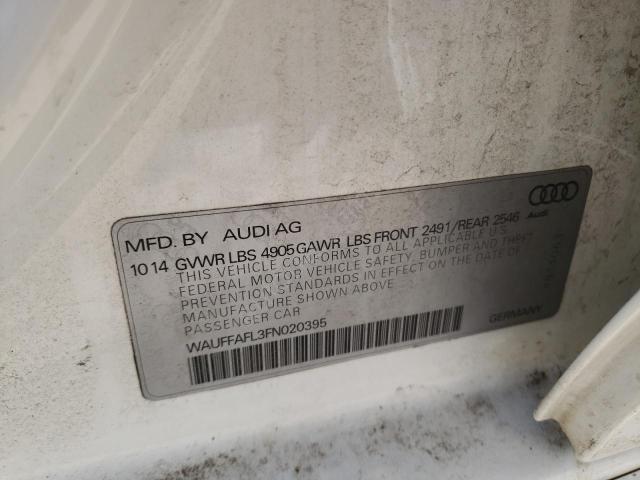 MFD. BY AUDI AG
Audi
10 14 GVWR LBS 4905 GAWR LBS FRONT 2491/REAR 2546
THIS VEHICLE CONFORMS TO ALL APPLICABLE U.S.
FEDERAL MOTOR VEHICLE SAFETY, BUMPER AND THEFT
PREVENTION STANDARDS IN EFFECT ON THE DATE OF
MANUFACTURE SHOWN ABOVE.
PASSENGER CAR
WAUFFAFL3FN020395
GERMANY